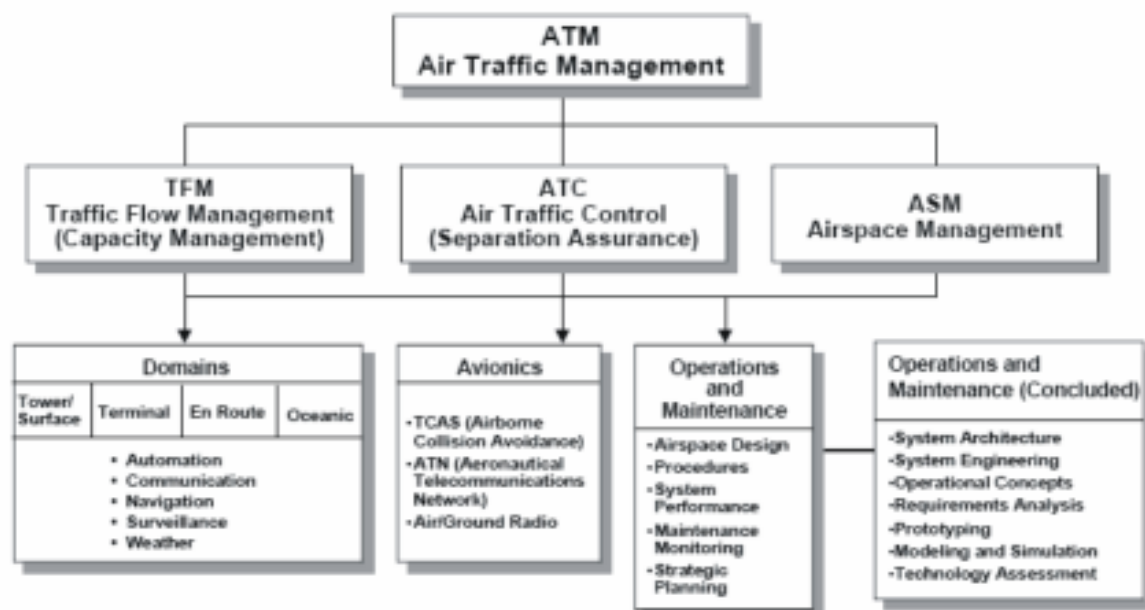 ATM
Air Traffic Management
TFM
Traffic Flow Management
(Capacity Management)
ATC
Air Traffic Control
(Separation Assurance)
ASM
Airspace Management
Domains
Tower/
Surface
Terminal
En Route
Oceanic
• Automation
• Communication
• Navigation
• Surveillance
• Weather
Avionics
-TCAS (Airborne
Collision Avoidance)
-ATN (Aeronautical
Telecommunications
Network)
-Air/Ground Radio
Operations
and
Maintenance
-Airspace Design
-Procedures
-System
Performance
-Maintenance
Monitoring
-Strategic
Planning
Operations and
Maintenance (Concluded)
-System Architecture
-System Engineering
-Operational Concepts
-Requirements Analysis
-Prototyping
-Modeling and Simulation
-Technology Assessment